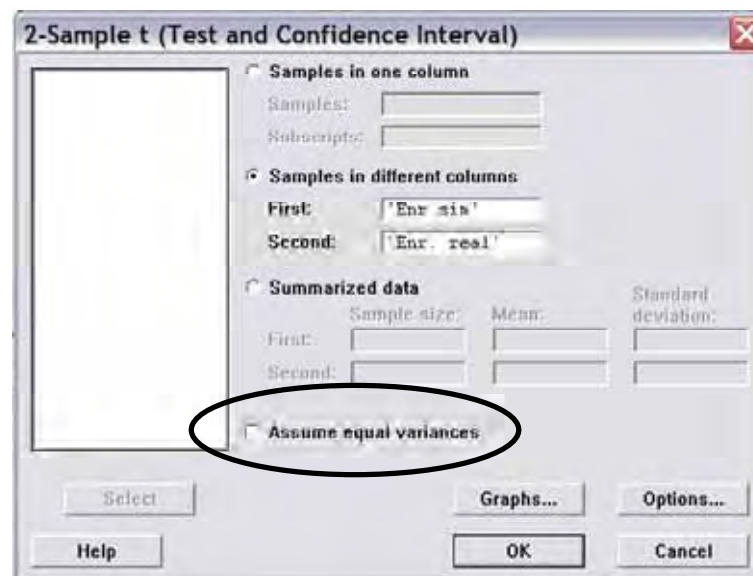 2-Sample t (Test and Confidence Interval)
Samples in one column
Samples:
Subscripts:
Samples in different columns
First: 'Enr sim'
Second: 'Enr. real'
Summarized data
Sample size: Mean: Standard deviation:
First:
Second:
Assume equal variances
Select Graphs... Options...
Help OK Cancel